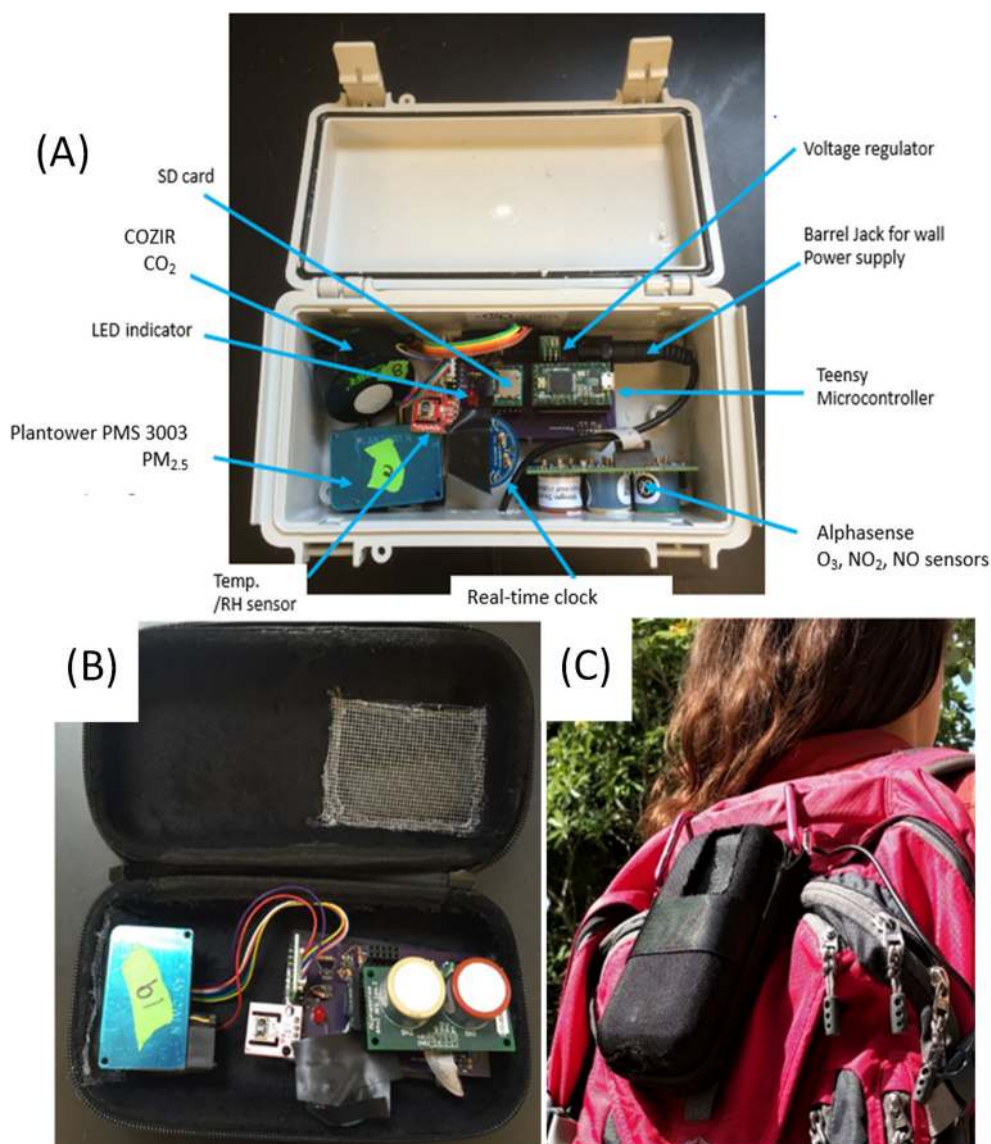 (A)
SD card
COZIR
CO₂
LED indicator
Plantower PMS 3003
PM₂.₅
Temp.
/RH sensor
Real-time clock
Voltage regulator
Barrel Jack for wall
Power supply
Teensy
Microcontroller
Alphasense
O₃, NO₂, NO sensors
(B)
(C)